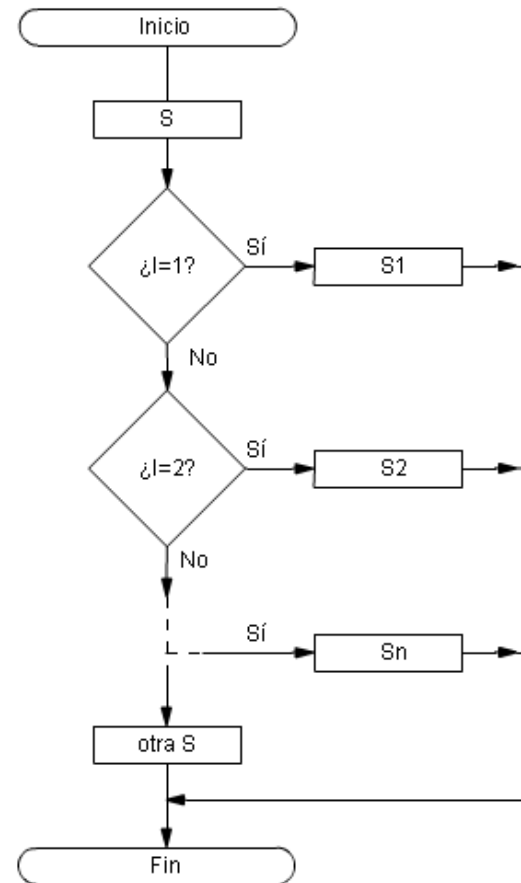 Inicio
S
¿I=1?
Sí
S1
No
¿I=2?
Sí
S2
No
Sí
Sn
otra S
Fin